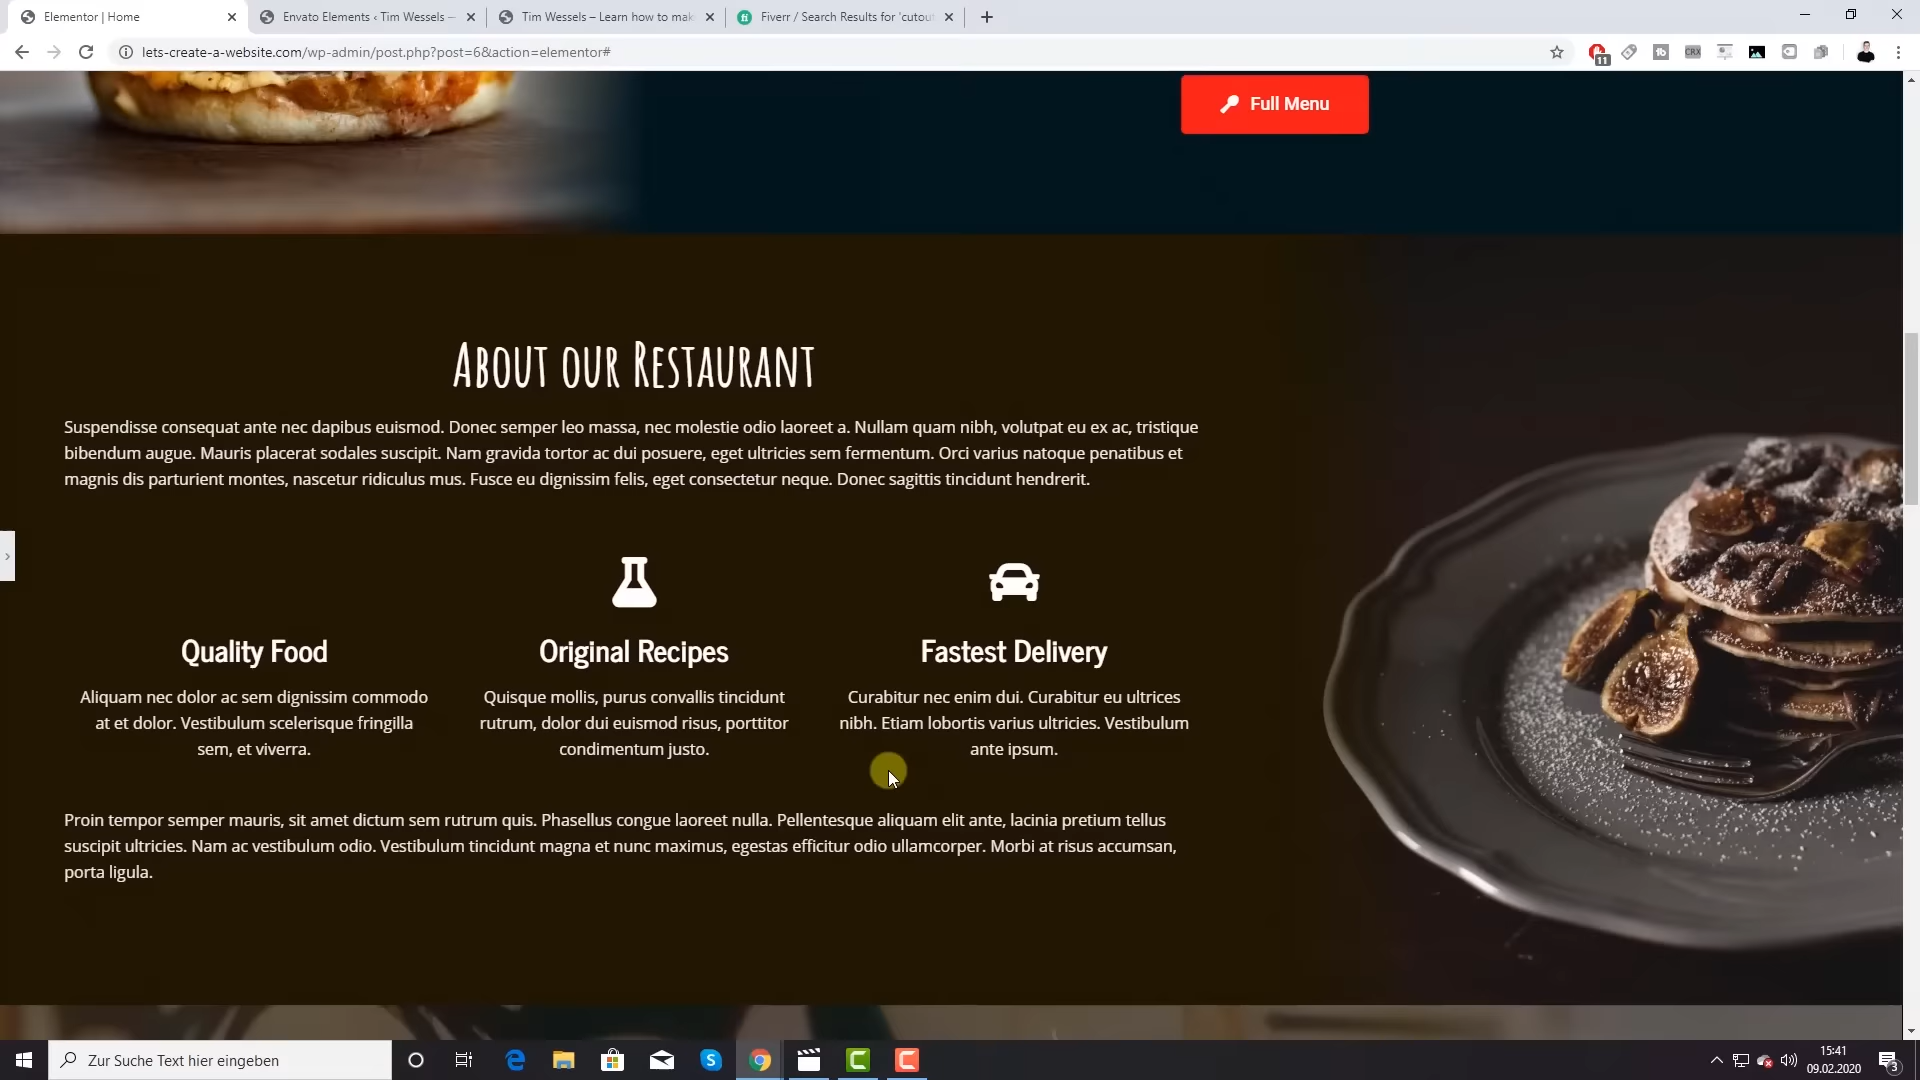 Elementor | Home
Envato Elements ‹ Tim Wessels —
Tim Wessels – Learn how to mak
Fiverr / Search Results for 'cutou
lets-create-a-website.com/wp-admin/post.php?post=6&action=elementor#
11
CRX
Full Menu
About our Restaurant
Suspendisse consequat ante nec dapibus euismod. Donec semper leo massa, nec molestie odio laoreet a. Nullam quam nibh, volutpat eu ex ac, tristique
bibendum augue. Mauris placerat sodales suscipit. Nam gravida tortor ac dui posuere, eget ultricies sem fermentum. Orci varius natoque penatibus et
magnis dis parturient montes, nascetur ridiculus mus. Fusce eu dignissim felis, eget consectetur neque. Donec sagittis tincidunt hendrerit.
Quality Food
Original Recipes
Fastest Delivery
Aliquam nec dolor ac sem dignissim commodo
at et dolor. Vestibulum scelerisque fringilla
sem, et viverra.
Quisque mollis, purus convallis tincidunt
rutrum, dolor dui euismod risus, porttitor
condimentum justo.
Curabitur nec enim dui. Curabitur eu ultrices
nibh. Etiam lobortis varius ultricies. Vestibulum
ante ipsum.
Proin tempor semper mauris, sit amet dictum sem rutrum quis. Phasellus congue laoreet nulla. Pellentesque aliquam elit ante, lacinia pretium tellus
suscipit ultricies. Nam ac vestibulum odio. Vestibulum tincidunt magna et nunc maximus, egestas efficitur odio ullamcorper. Morbi at risus accumsan,
porta ligula.
Zur Suche Text hier eingeben
15:41
09.02.2020
3